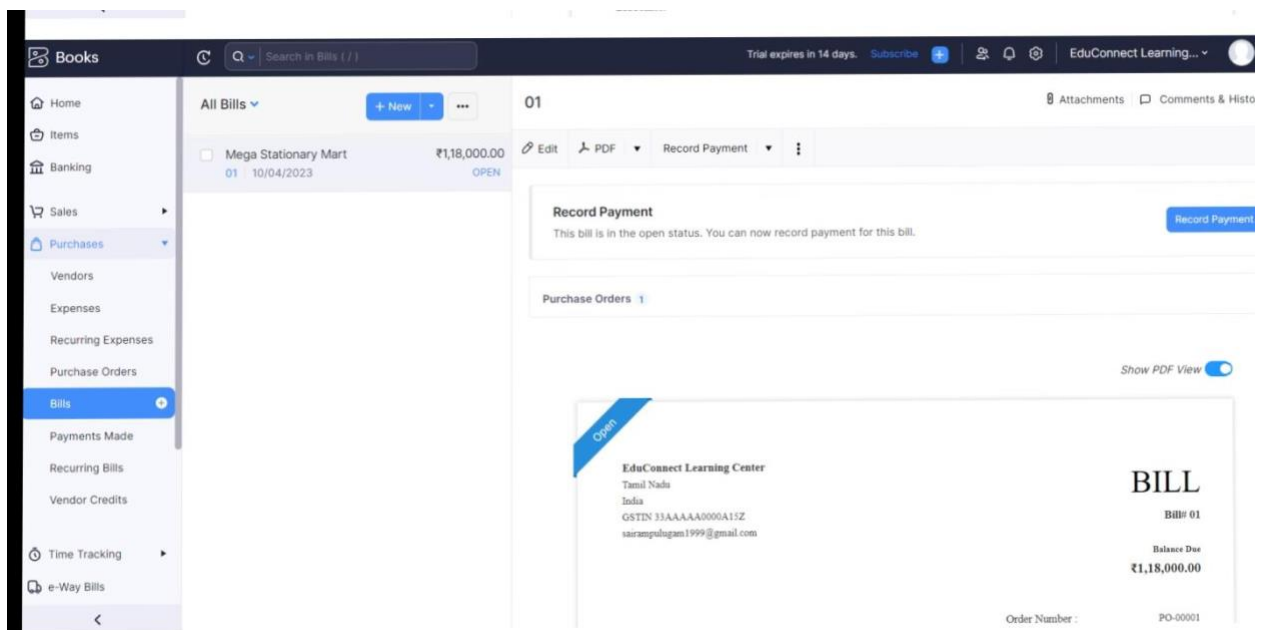 Books
Search in Bills ( / )
Trial expires in 14 days. Subscribe
EduConnect Learning...
Home
Items
Banking
Sales
Purchases
Vendors
Expenses
Recurring Expenses
Purchase Orders
Bills
Payments Made
Recurring Bills
Vendor Credits
Time Tracking
e-Way Bills
All Bills
+ New
Mega Stationary Mart ₹1,18,000.00
01 10/04/2023 OPEN
01
Attachments Comments & Histo
Edit PDF Record Payment
Record Payment
This bill is in the open status. You can now record payment for this bill.
Record Payment
Purchase Orders 1
Show PDF View
Open
EduConnect Learning Center
Tamil Nadu
India
GSTIN 33AAAAA0000A15Z
sairampulugam1999@gmail.com
BILL
Bill# 01
Balance Due
₹1,18,000.00
Order Number : PO-00001